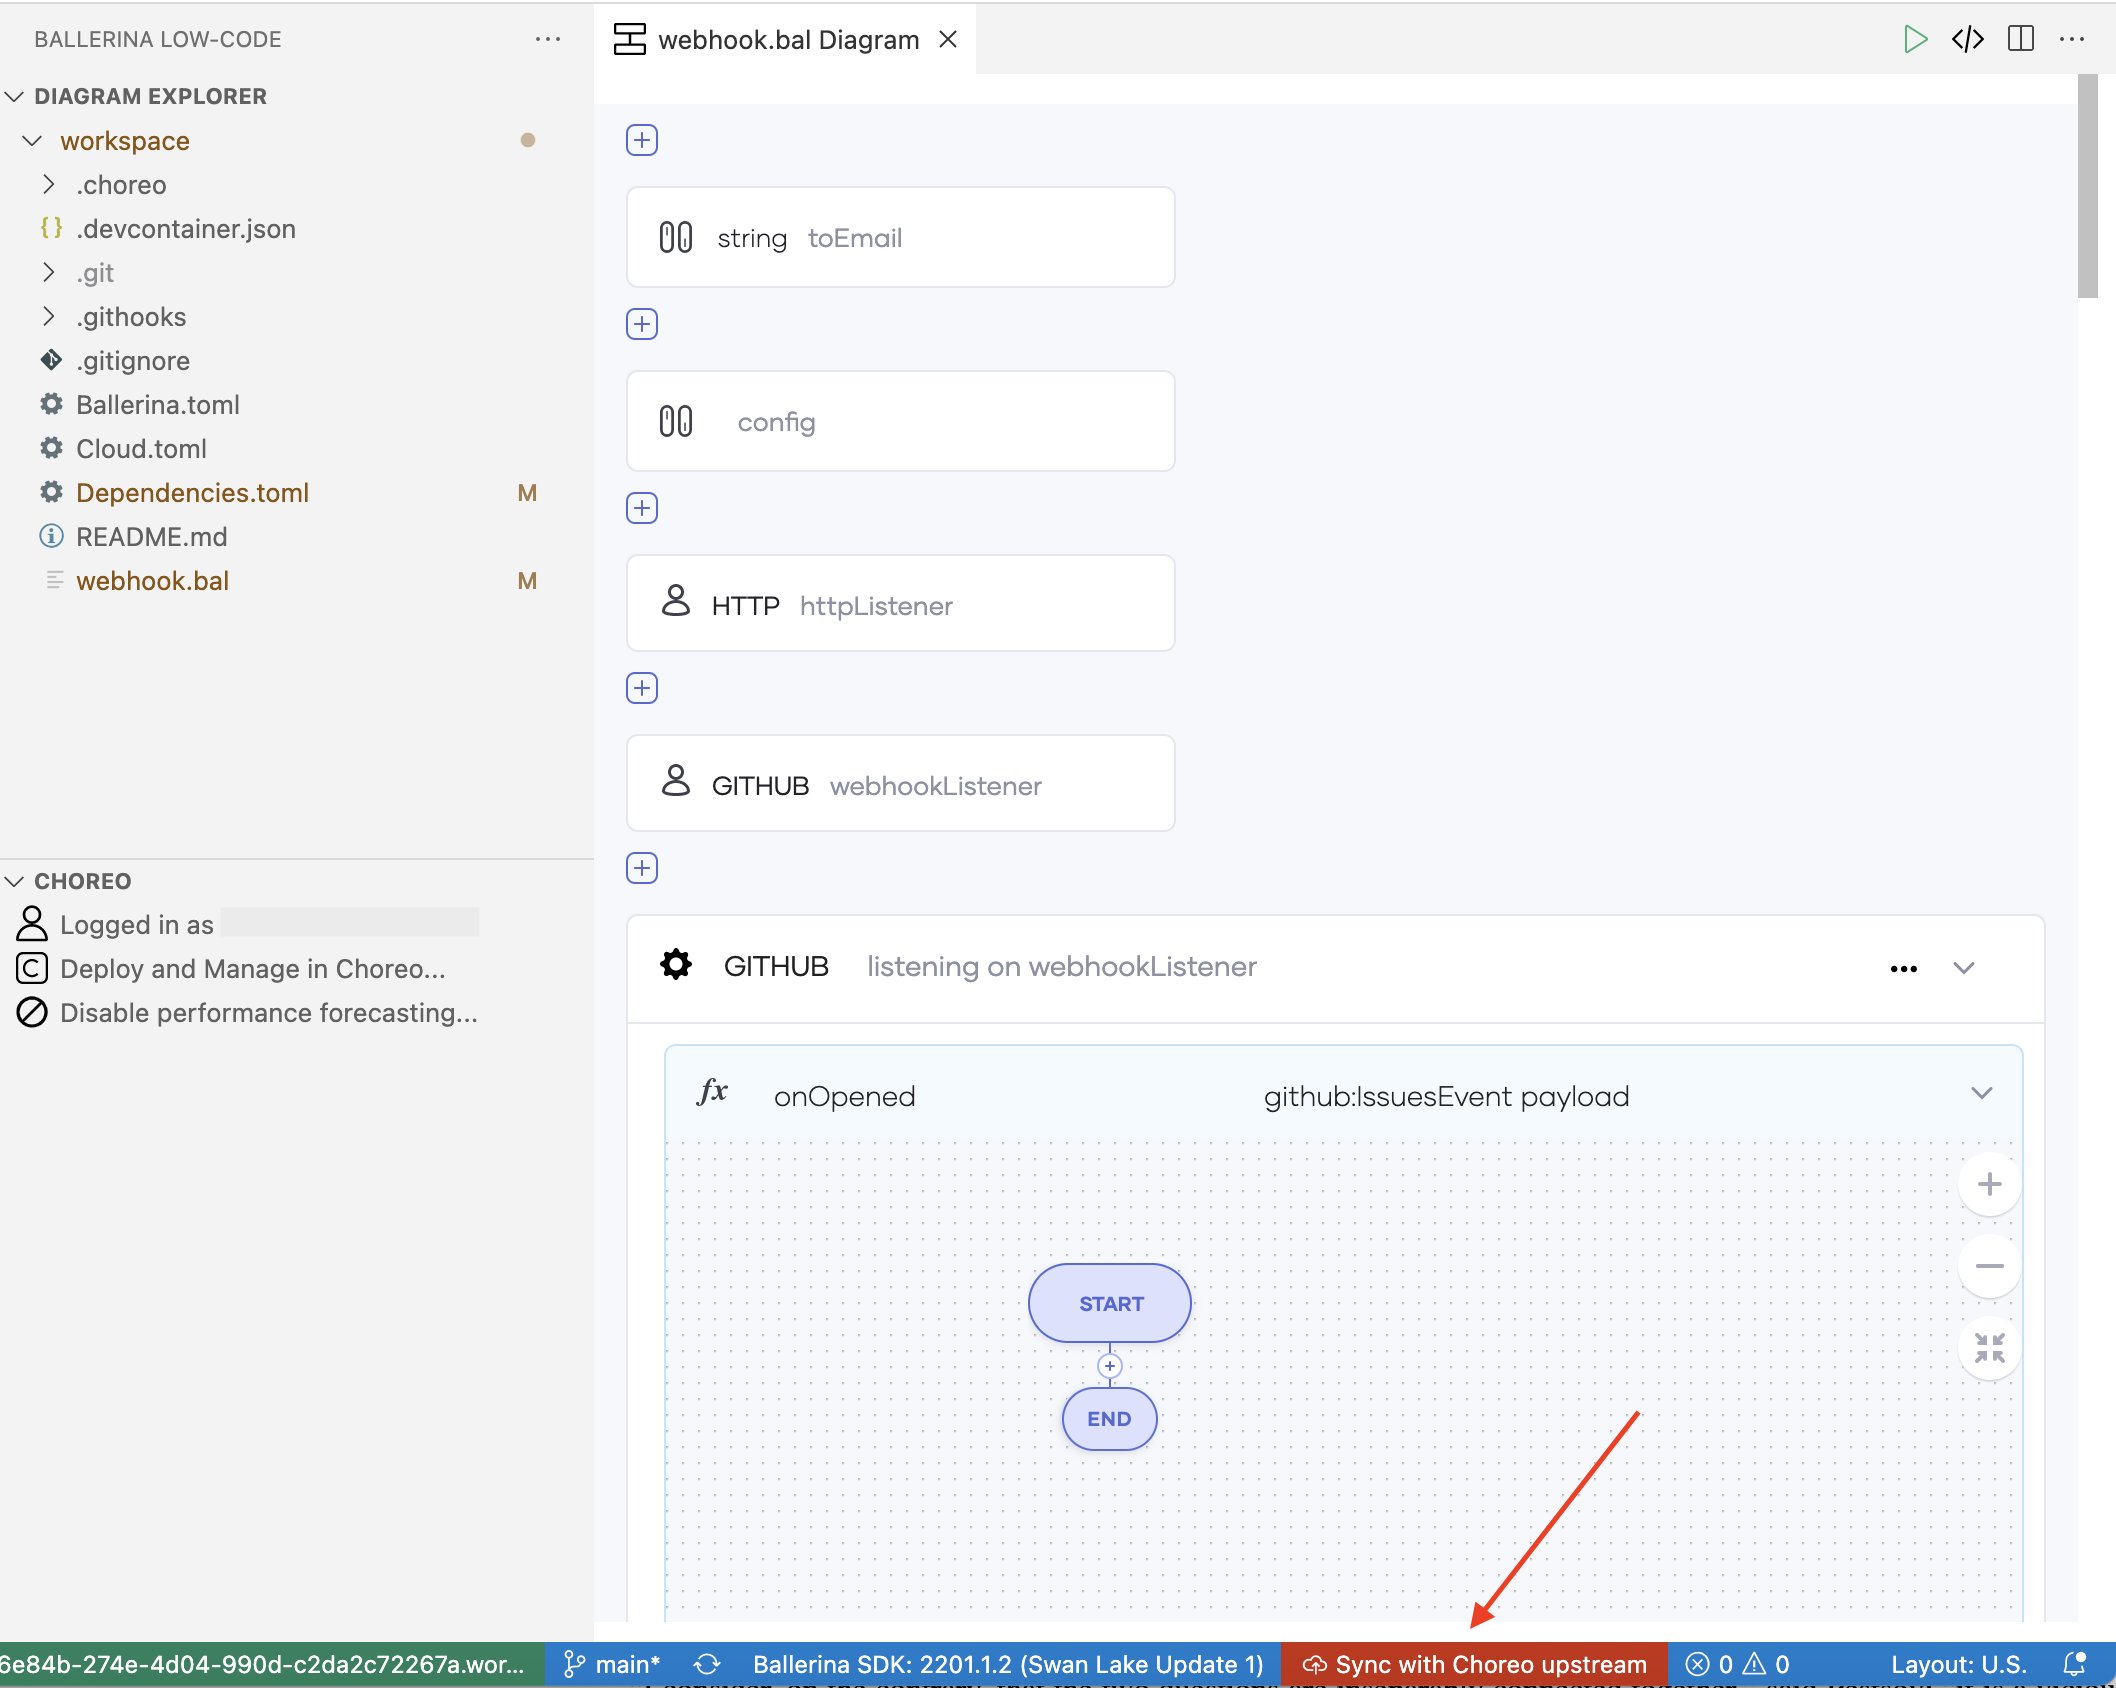 BALLERINA LOW-CODE
DIAGRAM EXPLORER
workspace
.choreo
{} .devcontainer.json
.git
.githooks
.gitignore
Ballerina.toml
Cloud.toml
Dependencies.toml M
README.md
webhook.bal M
CHOREO
Logged in as
Deploy and Manage in Choreo...
Disable performance forecasting...
webhook.bal Diagram
string toEmail
config
HTTP httpListener
GITHUB webhookListener
GITHUB listening on webhookListener
fx onOpened github:IssuesEvent payload
START
END
6e84b-274e-4d04-990d-c2da2c72267a.wor... main* Ballerina SDK: 2201.1.2 (Swan Lake Update 1) Sync with Choreo upstream 0 0 Layout: U.S.